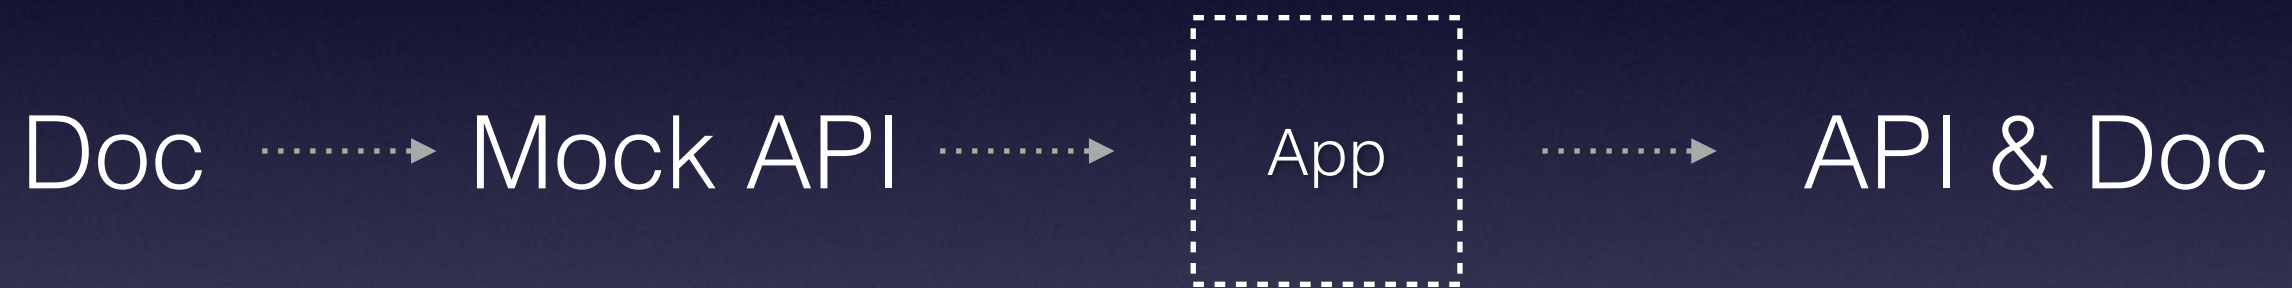 Doc Mock API App API & Doc